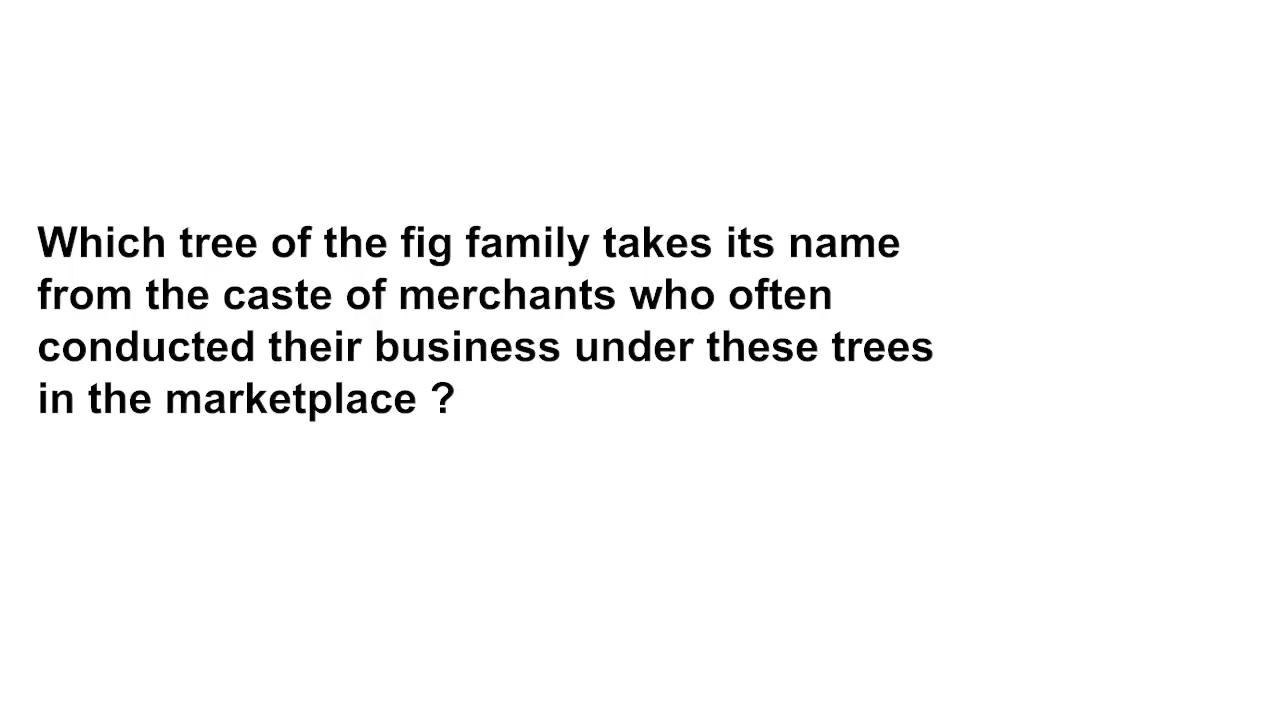 Which tree of the fig family takes its name
from the caste of merchants who often
conducted their business under these trees
in the marketplace ?